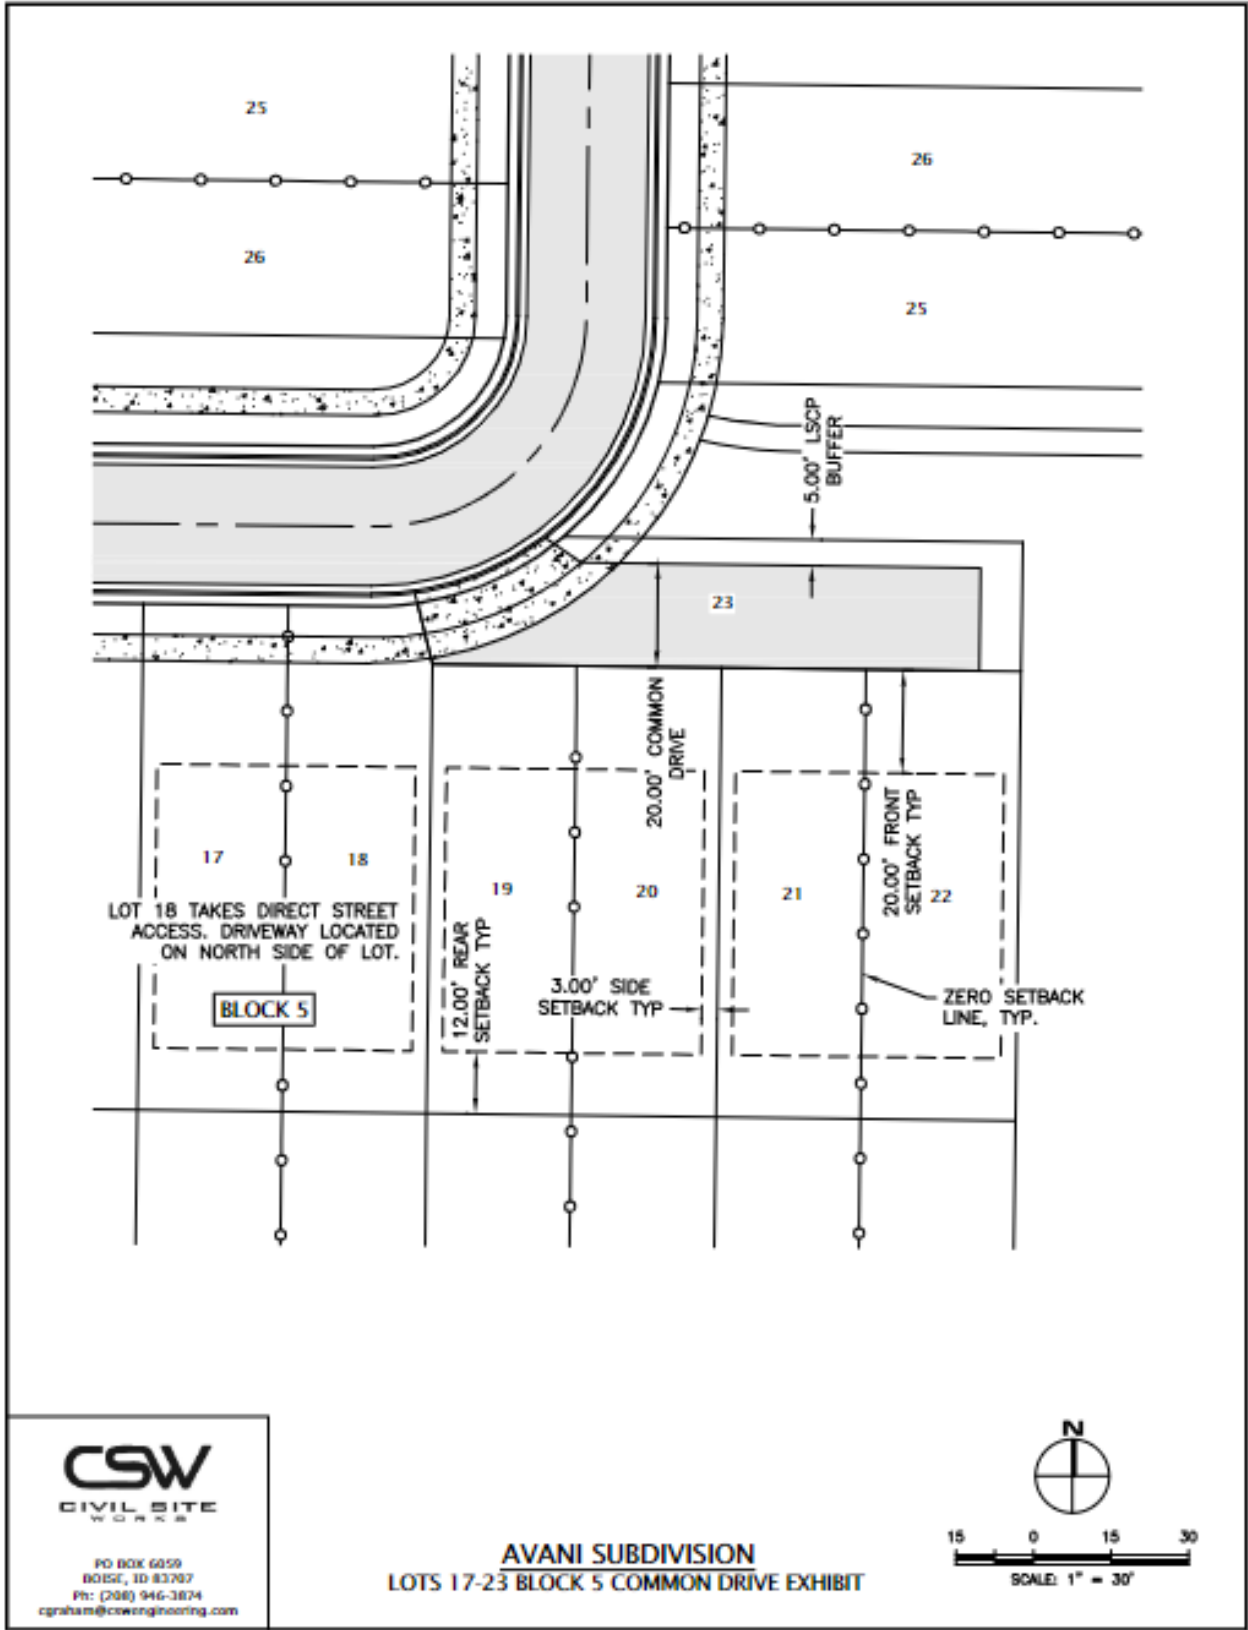 25
26
26
25
5.00' LSCP
BUFFER
23
20.00' COMMON
DRIVE
20.00' FRONT
SETBACK TYP
17
18
19
20
21
22
LOT 18 TAKES DIRECT STREET
ACCESS. DRIVEWAY LOCATED
ON NORTH SIDE OF LOT.
12.00' REAR
SETBACK TYP
3.00' SIDE
SETBACK TYP
ZERO SETBACK
LINE, TYP.
BLOCK 5
CSW
CIVIL SITE
WORKS
PO BOX 6059
BOISE, ID 83707
Ph: (208) 946-3874
cgraham@cswengineering.com
AVANI SUBDIVISION
LOTS 17-23 BLOCK 5 COMMON DRIVE EXHIBIT
N
15 0 15 30
SCALE: 1" = 30'